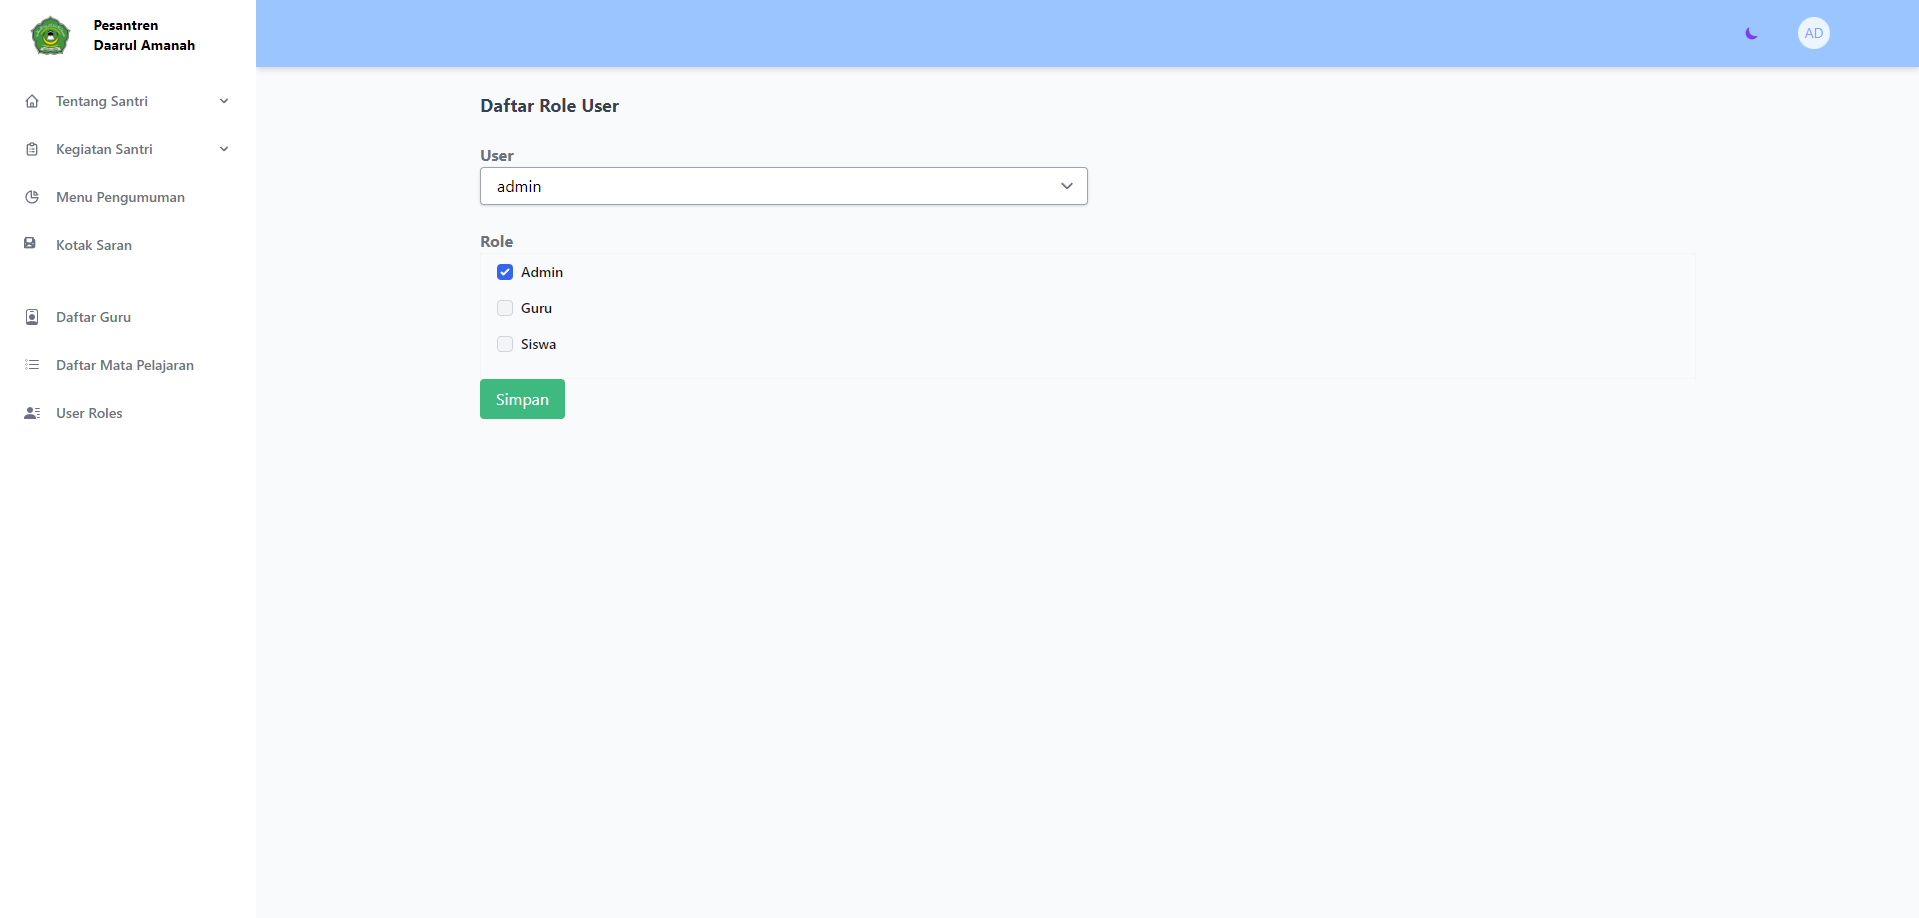 Pesantren
Daarul Amanah
Tentang Santri
Kegiatan Santri
Menu Pengumuman
Kotak Saran
Daftar Guru
Daftar Mata Pelajaran
User Roles
AD
Daftar Role User
User
admin
Role
Admin
Guru
Siswa
Simpan